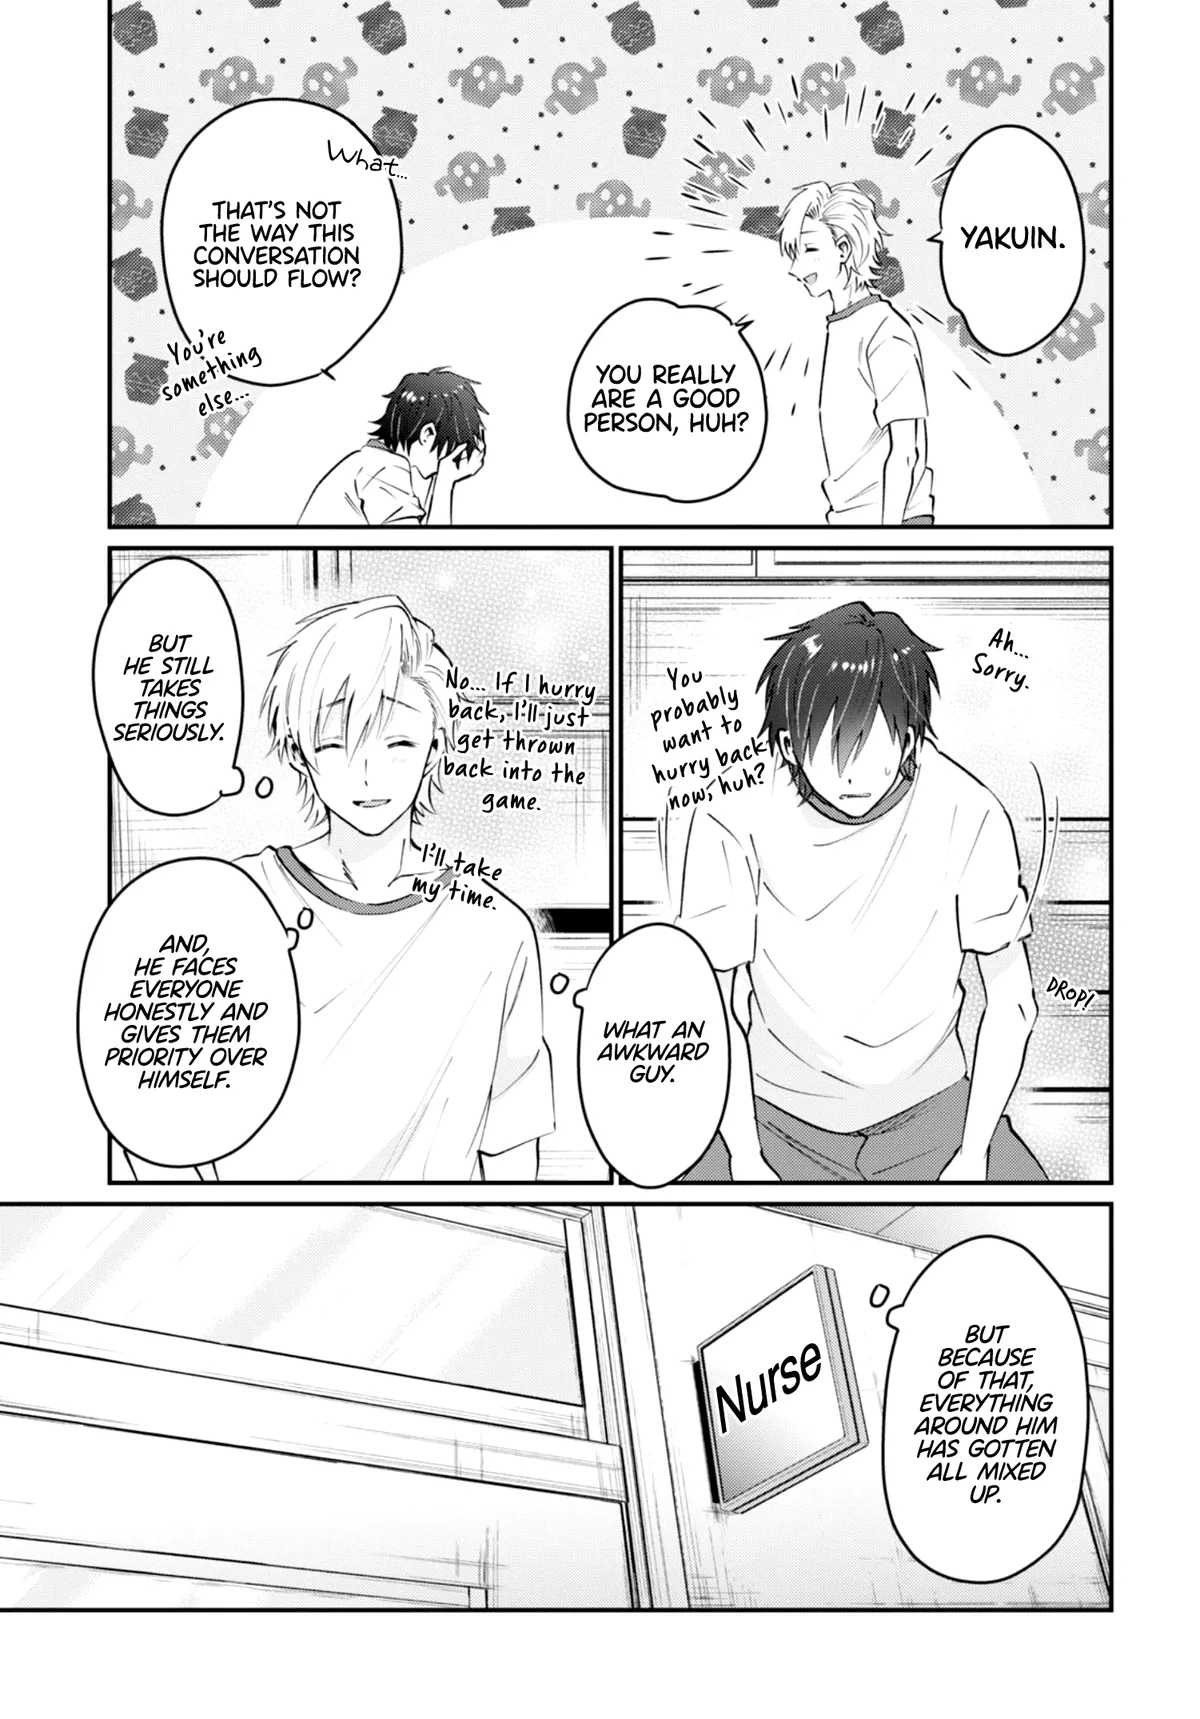 YAKUIN.
YOU REALLY
ARE A GOOD
PERSON, HUH?
What...
THAT'S NOT
THE WAY THIS
CONVERSATION
SHOULD FLOW?
You're
something
else...
Ah...
Sorry.
You
probably
want to
hurry back
now, huh?
DROP!
WHAT AN
AWKWARD
GUY.
No... If I hurry
back, I'll just
get thrown
back into the
game.
I'll take
my time.
BUT
HE STILL
TAKES
THINGS
SERIOUSLY.
AND,
HE FACES
EVERYONE
HONESTLY AND
GIVES THEM
PRIORITY OVER
HIMSELF.
BUT
BECAUSE
OF THAT,
EVERYTHING
AROUND HIM
HAS GOTTEN
ALL MIXED
UP.
Nurse